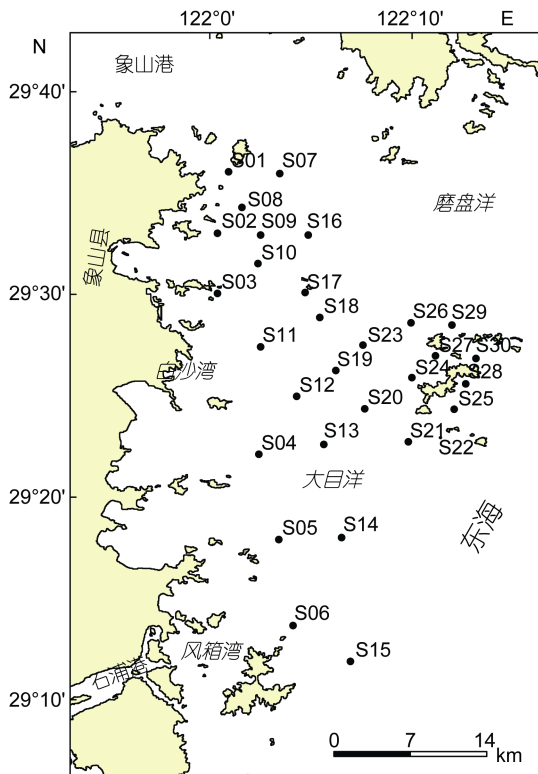 122°0'
122°10'
E
N
象山港
29°40'
S01
S07
磨盘洋
S08
S02
S09
S16
象山县
S10
29°30'
S03
S17
S18
S26
S29
S23
S27
S30
S11
白沙湾
S19
S24
S28
S12
S20
S25
S13
S21
S04
S22
大目洋
29°20'
S05
S14
东海
S06
风箱湾
S15
石浦港
29°10'
0
7
14
km